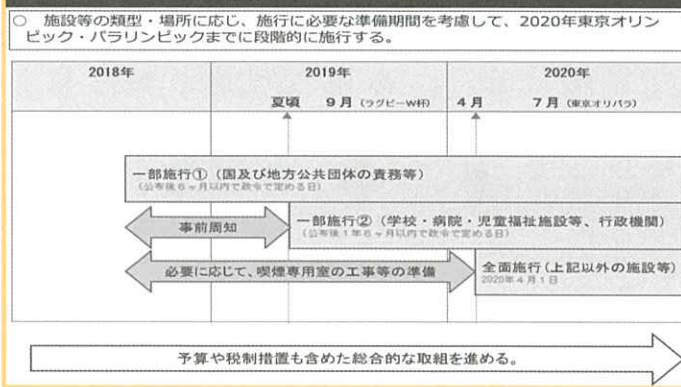 ○ 施設等の類型・場所に応じ、施行に必要な準備期間を考慮して、2020年東京オリン
ピック・パラリンピックまでに段階的に施行する。
2018年 2019年 2020年
夏頃 9月(ラグビーW杯) 4月 7月(東京オリパラ)
一部施行①(国及び地方公共団体の責務等)
(公布後6ヶ月以内で政令で定める日)
事前周知
一部施行②(学校・病院・児童福祉施設等、行政機関)
(公布後1年6ヶ月以内で政令で定める日)
必要に応じて、喫煙専用室の工事等の準備
全面施行(上記以外の施設等)
2020年4月1日
予算や税制措置も含めた総合的な取組を進める。